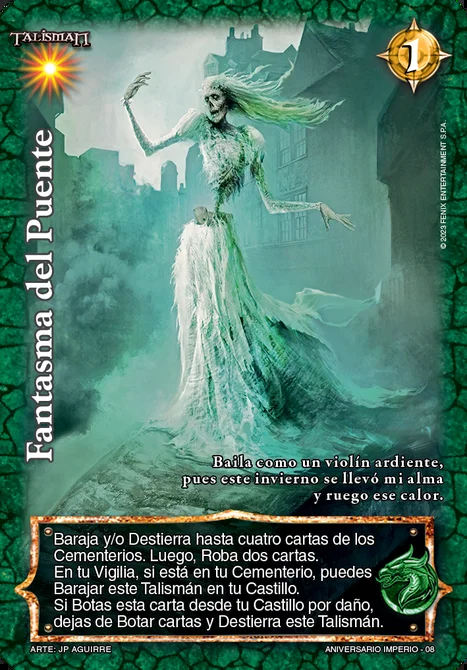 TALISMAN
1
Fantasma del Puente
© 2023 FENIX ENTERTAINMENT S.P.A.
Baila como un violín ardiente,
pues este invierno se llevó mi alma
y ruego ese calor.
Baraja y/o Destierra hasta cuatro cartas de los
Cementerios. Luego, Roba dos cartas.
En tu Vigilia, si está en tu Cementerio, puedes
Barajar este Talismán en tu Castillo.
Si Botas esta carta desde tu Castillo por daño,
dejas de Botar cartas y Destierra este Talismán.
ARTE: JP AGUIRRE
ANIVERSARIO IMPERIO - 08